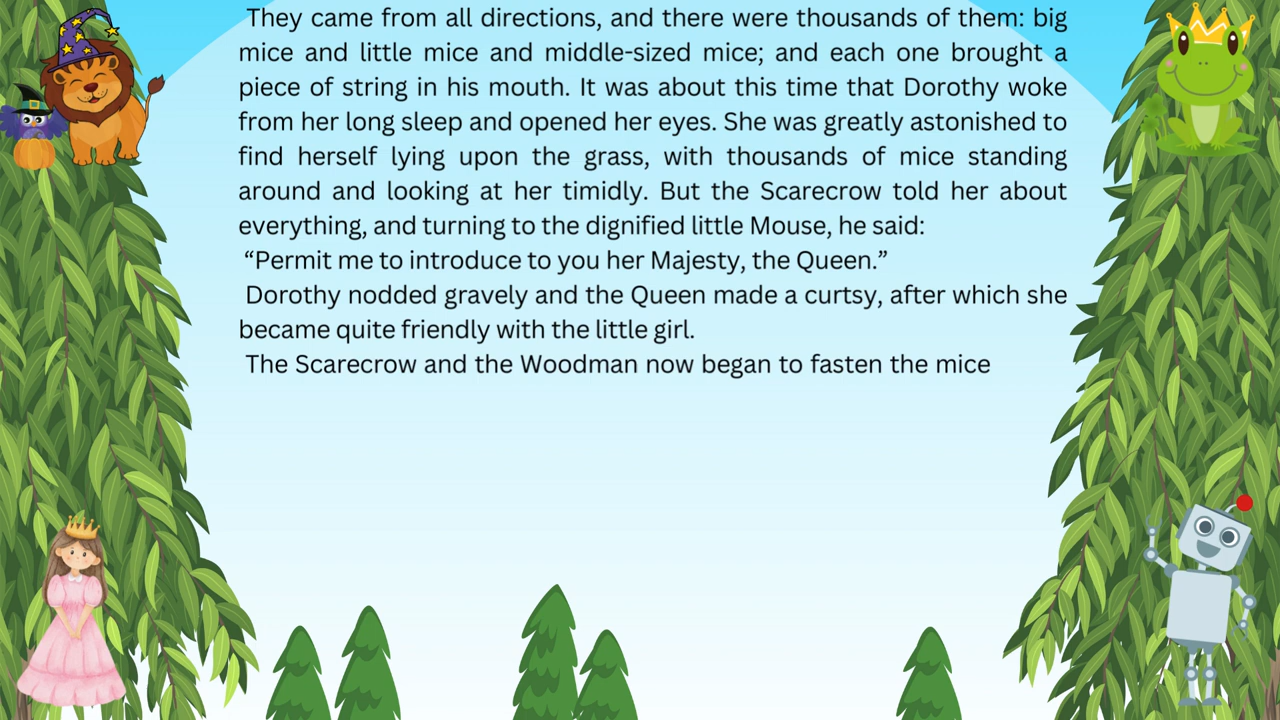 They came from all directions, and there were thousands of them: big
mice and little mice and middle-sized mice; and each one brought a
piece of string in his mouth. It was about this time that Dorothy woke
from her long sleep and opened her eyes. She was greatly astonished to
find herself lying upon the grass, with thousands of mice standing
around and looking at her timidly. But the Scarecrow told her about
everything, and turning to the dignified little Mouse, he said:
“Permit me to introduce to you her Majesty, the Queen.”
Dorothy nodded gravely and the Queen made a curtsy, after which she
became quite friendly with the little girl.
The Scarecrow and the Woodman now began to fasten the mice